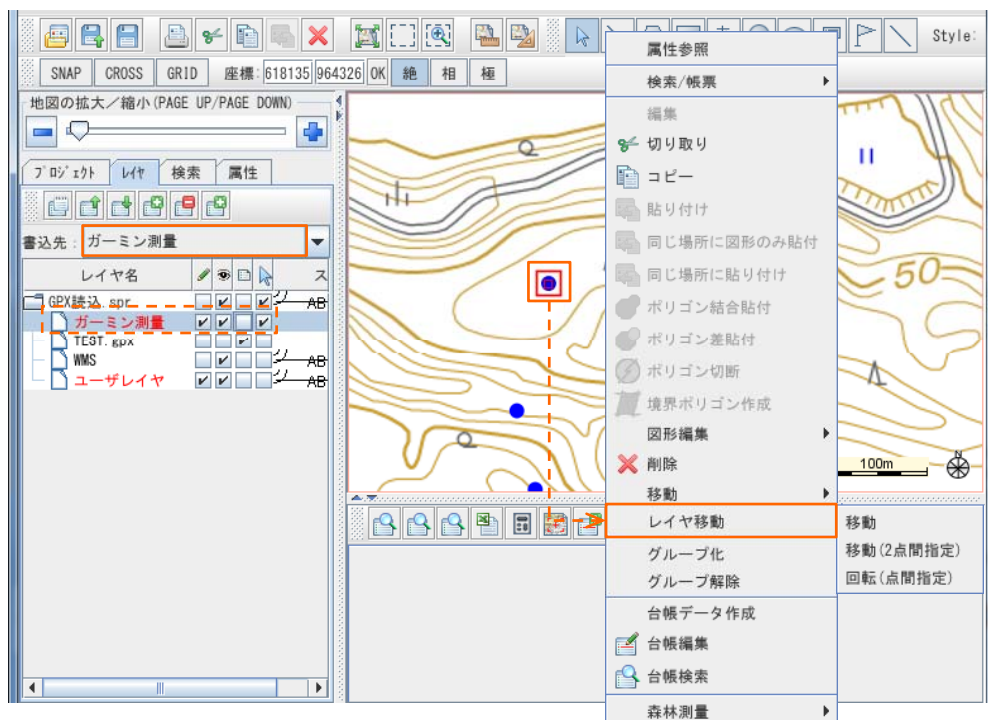 Style:
SNAP CROSS GRID 座標: 618135 964326 OK 絶 相 極
地図の拡大／縮小(PAGE UP/PAGE DOWN)
プロジェクト レイヤ 検索 属性
書込先: ガーミン測量
レイヤ名 ス
GPX読込.spr AB
ガーミン測量
TEST.gpx
WMS AB
ユーザレイヤ AB
50
100m
N
属性参照
検索/帳票
編集
切り取り
コピー
貼り付け
同じ場所に図形のみ貼付
同じ場所に貼り付け
ポリゴン結合貼付
ポリゴン差貼付
ポリゴン切断
境界ポリゴン作成
図形編集
削除
移動
レイヤ移動
グループ化
グループ解除
台帳データ作成
台帳編集
台帳検索
森林測量
移動
移動(2点間指定)
回転(点間指定)